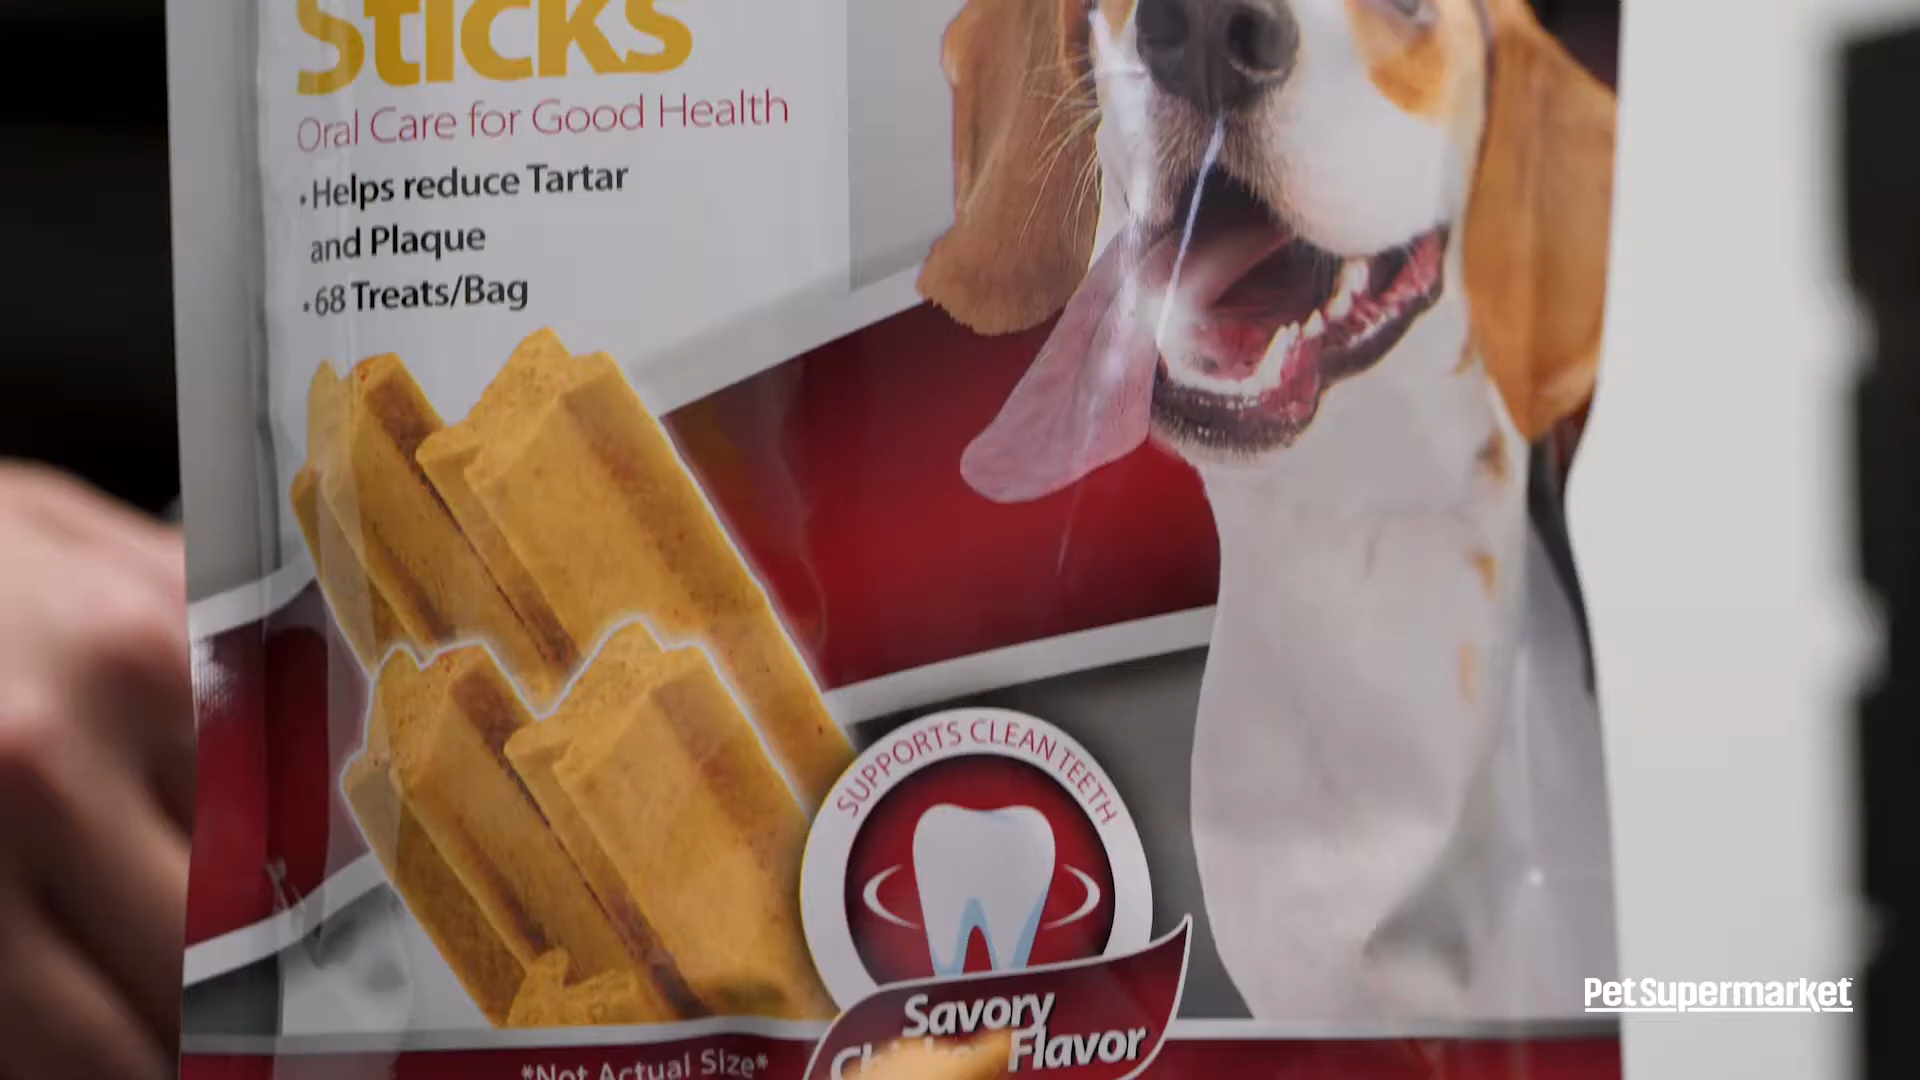 Sticks
Oral Care for Good Health
• Helps reduce Tartar
and Plaque
• 68 Treats/Bag
SUPPORTS CLEAN TEETH
Savory
Flavor
*Not Actual Size*
Pet Supermarket